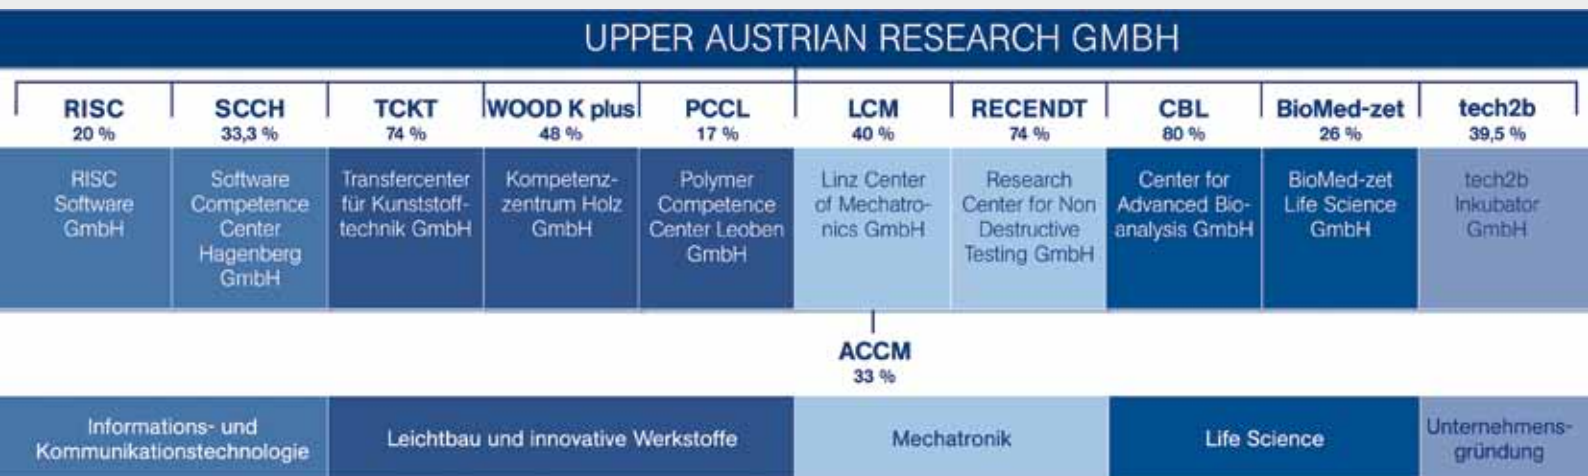 UPPER AUSTRIAN RESEARCH GMBH
RISC
20 %
SCCH
33,3 %
TCKT
74 %
WOOD K plus
48 %
PCCL
17 %
LCM
40 %
RECENDT
74 %
CBL
80 %
BioMed-zet
26 %
tech2b
39,5 %
RISC
Software
GmbH
Software
Competence
Center
Hagenberg
GmbH
Transfercenter
für Kunststoff-
technik GmbH
Kompetenz-
zentrum Holz
GmbH
Polymer
Competence
Center Leoben
GmbH
Linz Center
of Mechatro-
nics GmbH
Research
Center for Non
Destructive
Testing GmbH
Center for
Advanced Bio-
analysis GmbH
BioMed-zet
Life Science
GmbH
tech2b
Inkubator
GmbH
ACCM
33 %
Informations- und
Kommunikationstechnologie
Leichtbau und innovative Werkstoffe
Mechatronik
Life Science
Unternehmens-
gründung